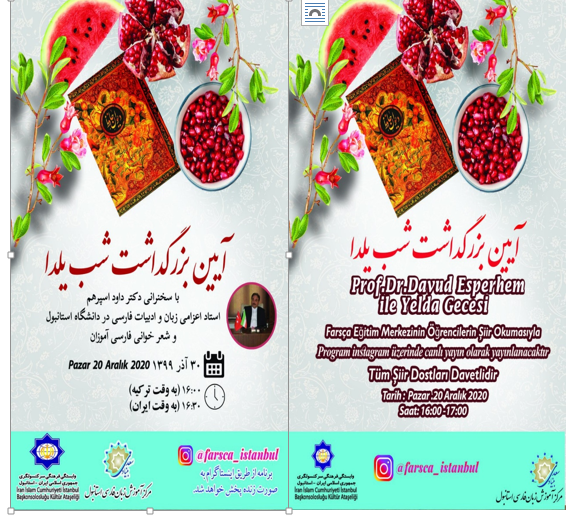 آیین بزرگداشت شب یلدا
با سخنرانی دکتر داود اسپرهم
استاد اعزامی زبان و ادبیات فارسی در دانشگاه استانبول
و شعر خوانی فارسی آموزان
۳۰ آذر ۱۳۹۹ Pazar 20 Aralık 2020
۱۶:۰۰ (به وقت ترکیه)
۱۶:۳۰ (به وقت ایران)
@farsca_istanbul
برنامه از طریق اینستاگرام به
صورت زنده پخش خواهد شد.
مرکز آموزش زبان فارسی استانبول
وابستگی فرهنگی سرکنسولگری
جمهوری اسلامی ایران - استانبول
İran İslam Cumhuriyeti İstanbul
Başkonsolosluğu Kültür Ataşeliği
آیین بزرگداشت شب یلدا
Prof.Dr.Davud Esperhem
ile Yelda Gecesi
Farsça Eğitim Merkezinin Öğrencilerin Şiir Okumasıyla
Program instagram üzerinde canlı yayın olarak yayınlanacaktır
Tüm Şiir Dostları Davetlidir
Tarih : Pazar .20 Aralık 2020
Saat: 16:00-17:00
@farsca_istanbul
وابستگی فرهنگی سرکنسولگری
جمهوری اسلامی ایران - استانبول
İran İslam Cumhuriyeti İstanbul
Başkonsolosluğu Kültür Ataşeliği
مرکز آموزش زبان فارسی استانبول